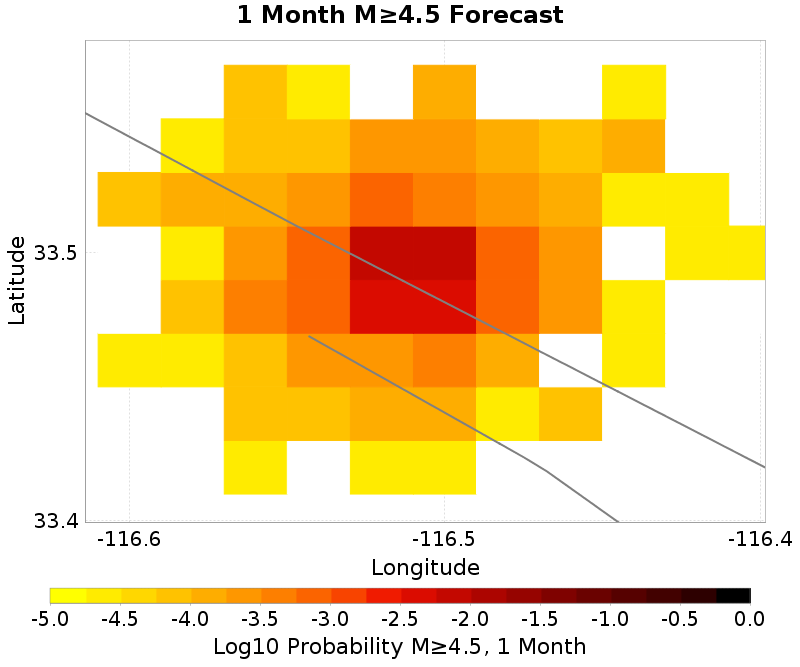 1 Month M≥4.5 Forecast
Latitude
33.5
33.4
-116.6 -116.5 -116.4
Longitude
-5.0 -4.5 -4.0 -3.5 -3.0 -2.5 -2.0 -1.5 -1.0 -0.5 0.0
Log10 Probability M≥4.5, 1 Month